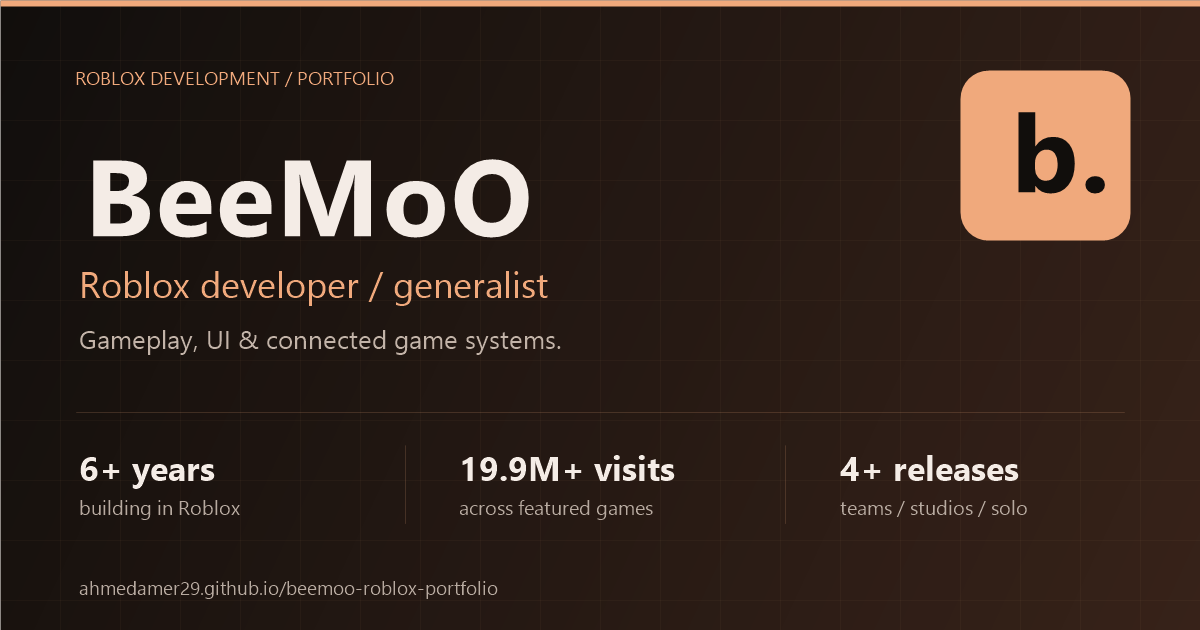 ROBLOX DEVELOPMENT / PORTFOLIO
b.
BeeMoO
Roblox developer / generalist
Gameplay, UI & connected game systems.
6+ years
building in Roblox
19.9M+ visits
across featured games
4+ releases
teams / studios / solo
ahmedamer29.github.io/beemoo-roblox-portfolio